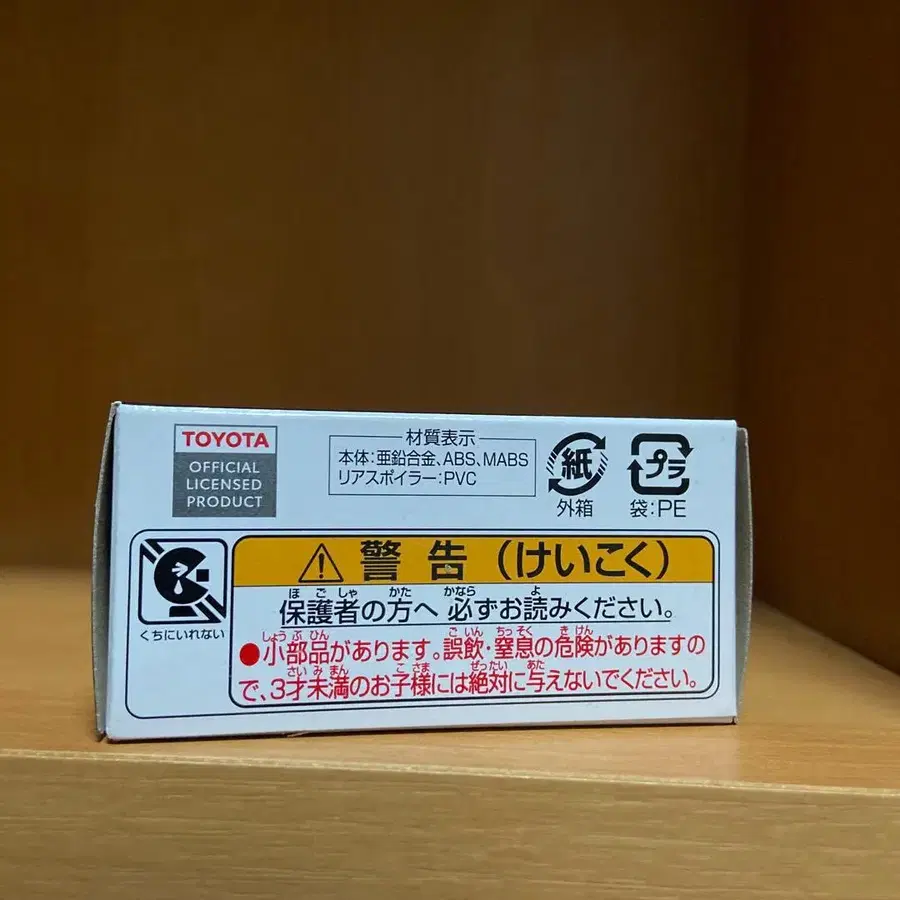 TOYOTA
OFFICIAL
LICENSED
PRODUCT
材質表示
本体:亜鉛合金、ABS、MABS
リアスポイラー:PVC
紙
外箱
プラ
袋:PE
くちにいれない
警告(けいこく)
ほごしゃ かた かなら よ
保護者の方へ 必ずお読みください。
しょうぶひん ごいん ちっそく きけん
●小部品があります。誤飲・窒息の危険がありますの
さいみまん こさま ぜったい あた
で、3才未満のお子様には絶対に与えないでください。